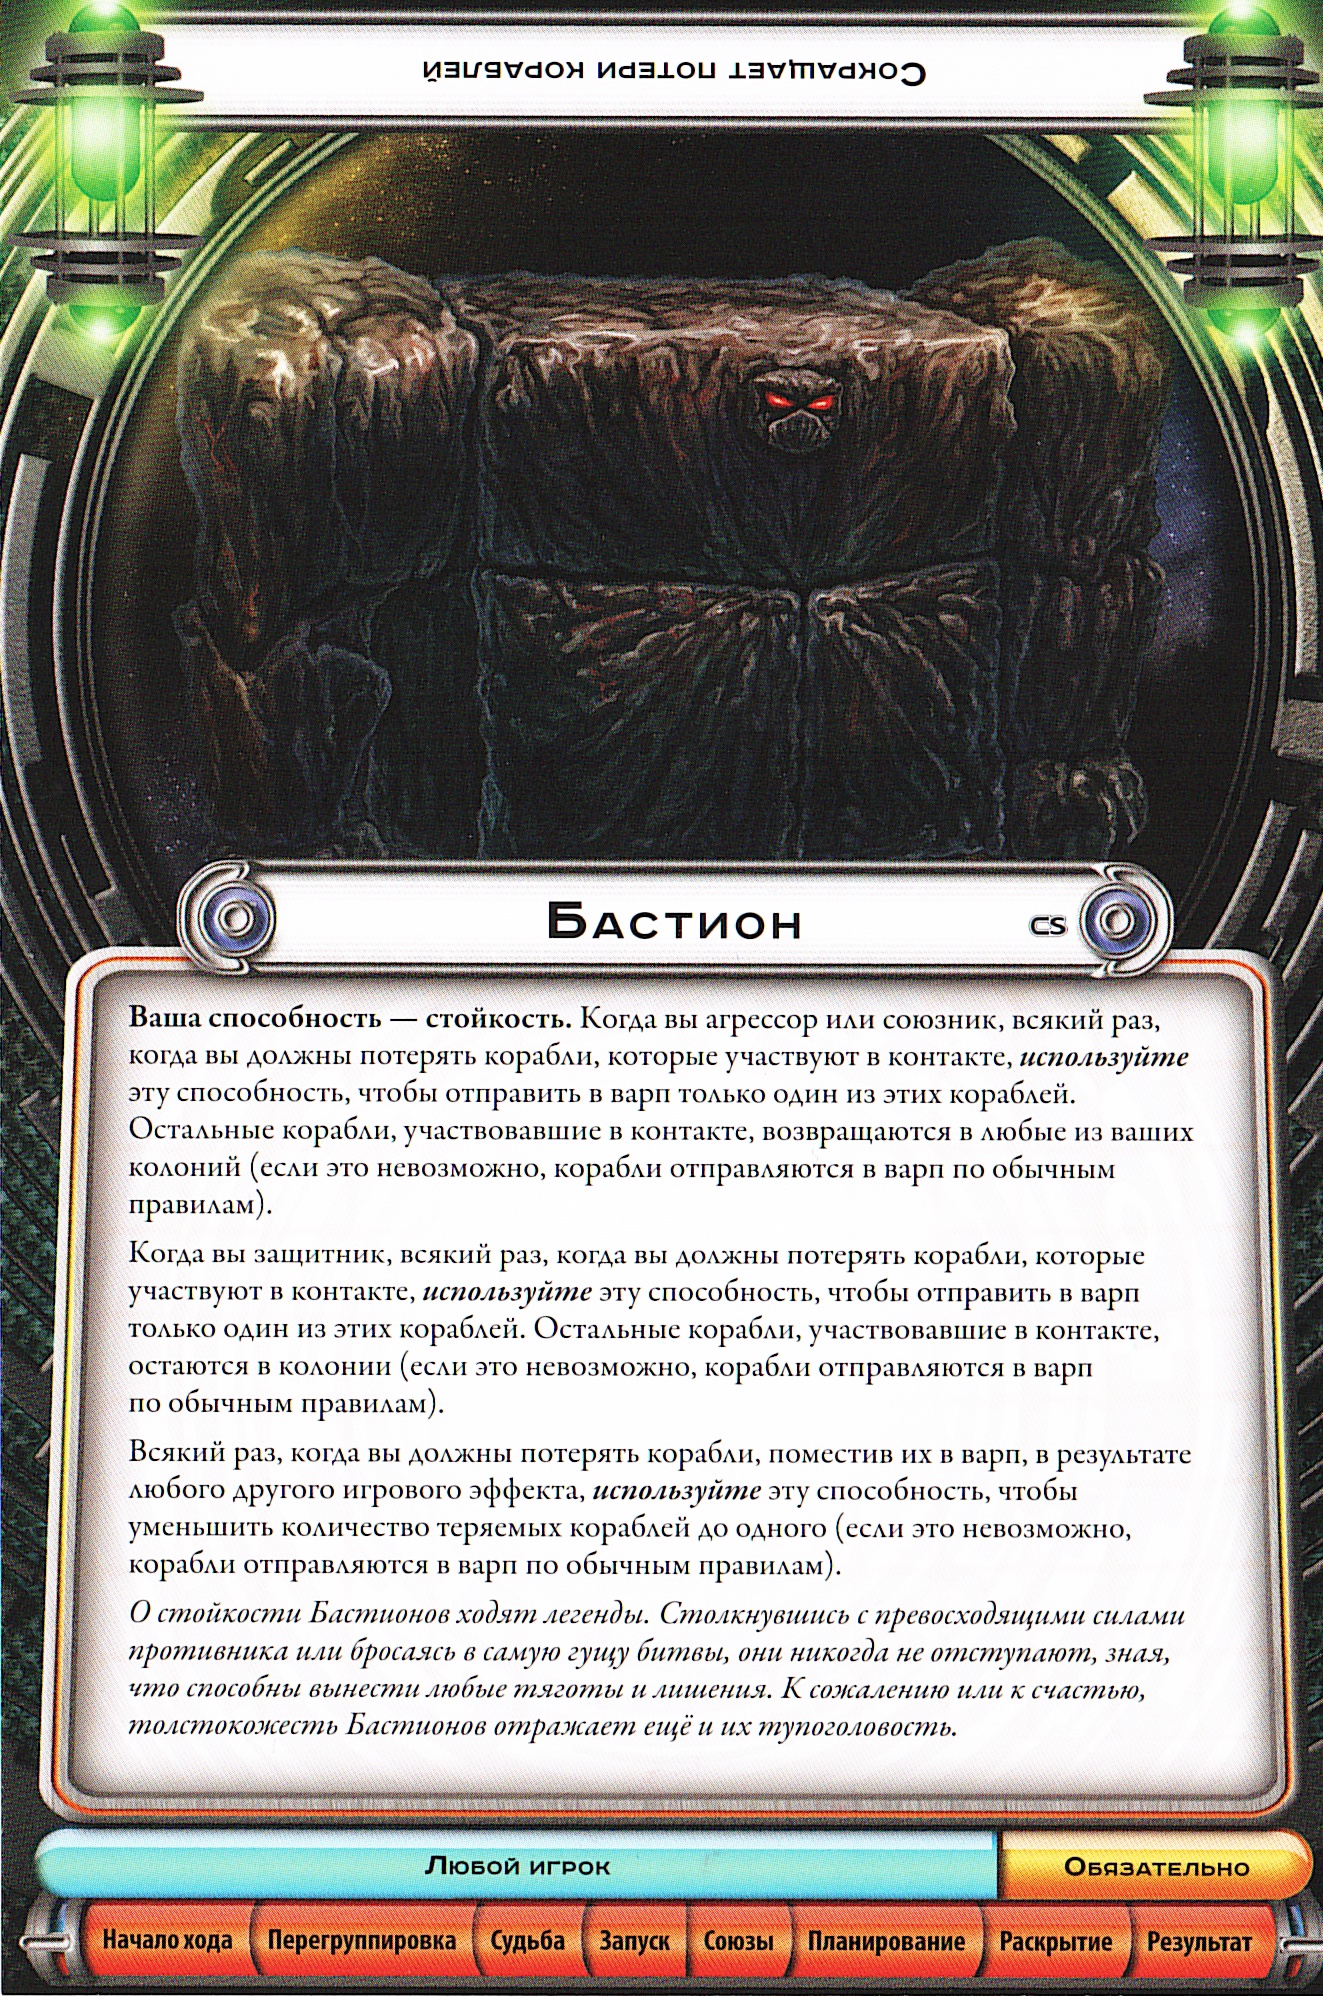 Сокращает потери кораблей
Бастион
CS
Ваша способность — стойкость. Когда вы агрессор или союзник, всякий раз,
когда вы должны потерять корабли, которые участвуют в контакте, используйте
эту способность, чтобы отправить в варп только один из этих кораблей.
Остальные корабли, участвовавшие в контакте, возвращаются в любые из ваших
колоний (если это невозможно, корабли отправляются в варп по обычным
правилам).
Когда вы защитник, всякий раз, когда вы должны потерять корабли, которые
участвуют в контакте, используйте эту способность, чтобы отправить в варп
только один из этих кораблей. Остальные корабли, участвовавшие в контакте,
остаются в колонии (если это невозможно, корабли отправляются в варп
по обычным правилам).
Всякий раз, когда вы должны потерять корабли, поместив их в варп, в результате
любого другого игрового эффекта, используйте эту способность, чтобы
уменьшить количество теряемых кораблей до одного (если это невозможно,
корабли отправляются в варп по обычным правилам).
О стойкости Бастионов ходят легенды. Столкнувшись с превосходящими силами
противника или бросаясь в самую гущу битвы, они никогда не отступают, зная,
что способны вынести любые тяготы и лишения. К сожалению или к счастью,
толстокожесть Бастионов отражает ещё и их тупоголовость.
Любой игрок
Обязательно
Начало хода Перегруппировка Судьба Запуск Союзы Планирование Раскрытие Результат